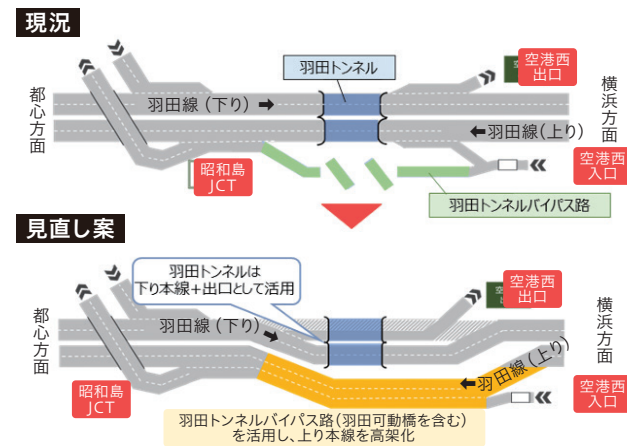 現況
羽田トンネル
空港西
出口
都心方面
羽田線(下り)
横浜方面
羽田線(上り)
昭和島
JCT
空港西
入口
羽田トンネルバイパス路
見直し案
羽田トンネルは
下り本線+出口として活用
空港西
出口
都心方面
羽田線(下り)
横浜方面
羽田線(上り)
昭和島
JCT
空港西
入口
羽田トンネルバイパス路(羽田可動橋を含む)
を活用し、上り本線を高架化